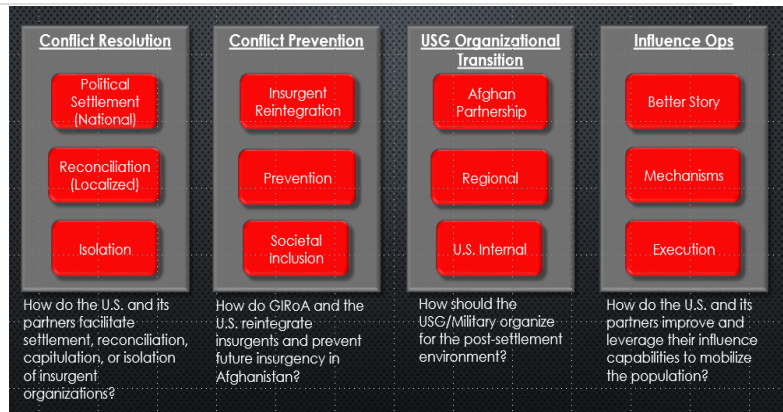 Conflict Resolution
Political
Settlement
(National)
Reconciliation
(Localized)
Isolation
How do the U.S. and its
partners facilitate
settlement, reconciliation,
capitulation, or isolation
of insurgent
organizations?
Conflict Prevention
Insurgent
Reintegration
Prevention
Societal
inclusion
How do GIRoA and the
U.S. reintegrate
insurgents and prevent
future insurgency in
Afghanistan?
USG Organizational
Transition
Afghan
Partnership
Regional
U.S. Internal
How should the
USG/Military organize
for the post-settlement
environment?
Influence Ops
Better Story
Mechanisms
Execution
How do the U.S. and its
partners improve and
leverage their influence
capabilities to mobilize
the population?